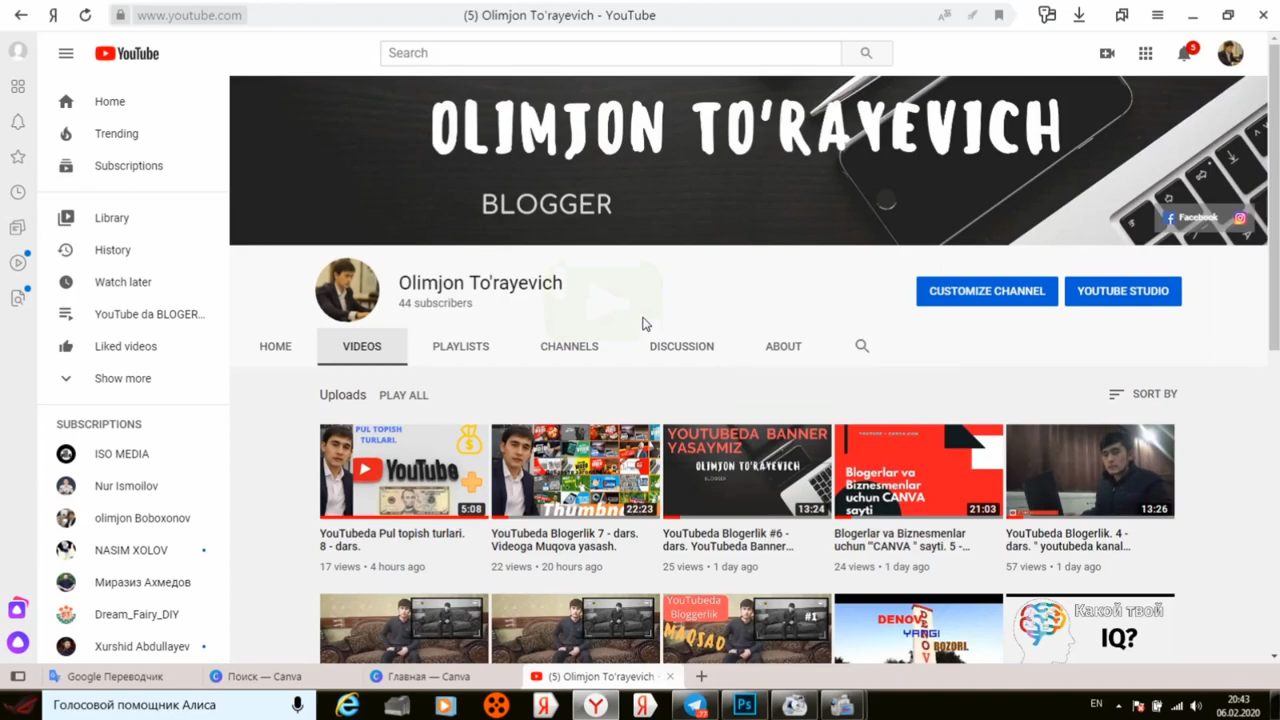 www.youtube.com
(5) Olimjon To'rayevich - YouTube
YouTube
Search
5
Home
Trending
Subscriptions
Library
History
Watch later
YouTube da BLOGER...
Liked videos
Show more
SUBSCRIPTIONS
ISO MEDIA
Nur Ismoilov
olimjon Boboxonov
NASIM XOLOV
Миразиз Ахмедов
Dream_Fairy_DIY
Xurshid Abdullayev
OLIMJON TO'RAYEVICH
BLOGGER
Facebook
Olimjon To'rayevich
44 subscribers
CUSTOMIZE CHANNEL
YOUTUBE STUDIO
HOME
VIDEOS
PLAYLISTS
CHANNELS
DISCUSSION
ABOUT
Uploads
PLAY ALL
SORT BY
PUL TOPISH
TURLARI.
YouTube
5:08
YouTubeda Pul topish turlari.
8 - dars.
17 views • 4 hours ago
22:23
YouTubeda Blogerlik 7 - dars.
Videoga Muqova yasash.
22 views • 20 hours ago
YOUTUBEDA BANNER
YASAYMIZ
OLIMJON TO'RAYEVICH
BLOGGER
13:24
YouTubeda Blogerlik #6 -
dars. YouTubeda Banner...
25 views • 1 day ago
Blogerlar va
Biznesmenlar
uchun CANVA
sayti
21:03
Blogerlar va Biznesmenlar
uchun "CANVA " sayti. 5 -...
24 views • 1 day ago
13:26
YouTubeda Blogerlik. 4 -
dars. " youtubeda kanal...
57 views • 1 day ago
YouTubeda
Bloggerlik
MAQSAD
#1
DENOV
YANGI
BOZORI.
Какой твой
IQ?
Google Переводчик
Поиск — Canva
Главная — Canva
(5) Olimjon To'rayevich
Голосовой помощник Алиса
EN
20:43
06.02.2020